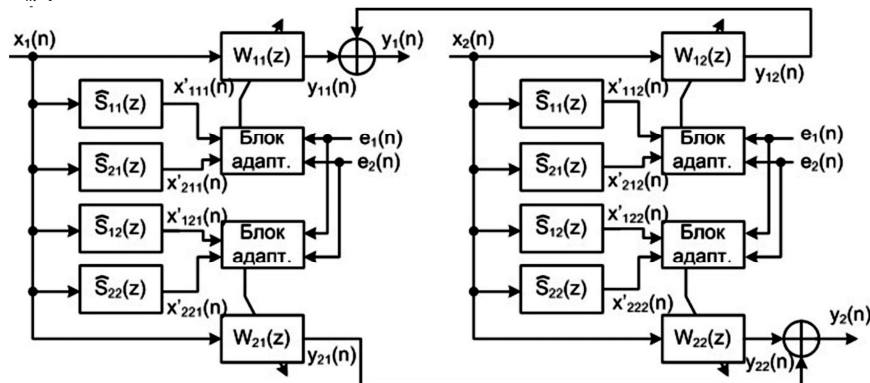 x₁(n)
W₁₁(z)
y₁₁(n)
y₁(n)
Ŝ₁₁(z)
x'₁₁₁(n)
Блок
адапт.
e₁(n)
e₂(n)
Ŝ₂₁(z)
x'₂₁₁(n)
Ŝ₁₂(z)
x'₁₂₁(n)
Блок
адапт.
Ŝ₂₂(z)
x'₂₂₁(n)
W₂₁(z)
y₂₁(n)
x₂(n)
W₁₂(z)
y₁₂(n)
Ŝ₁₁(z)
x'₁₁₂(n)
Блок
адапт.
e₁(n)
e₂(n)
Ŝ₂₁(z)
x'₂₁₂(n)
Ŝ₁₂(z)
x'₁₂₂(n)
Блок
адапт.
Ŝ₂₂(z)
x'₂₂₂(n)
W₂₂(z)
y₂₂(n)
y₂(n)